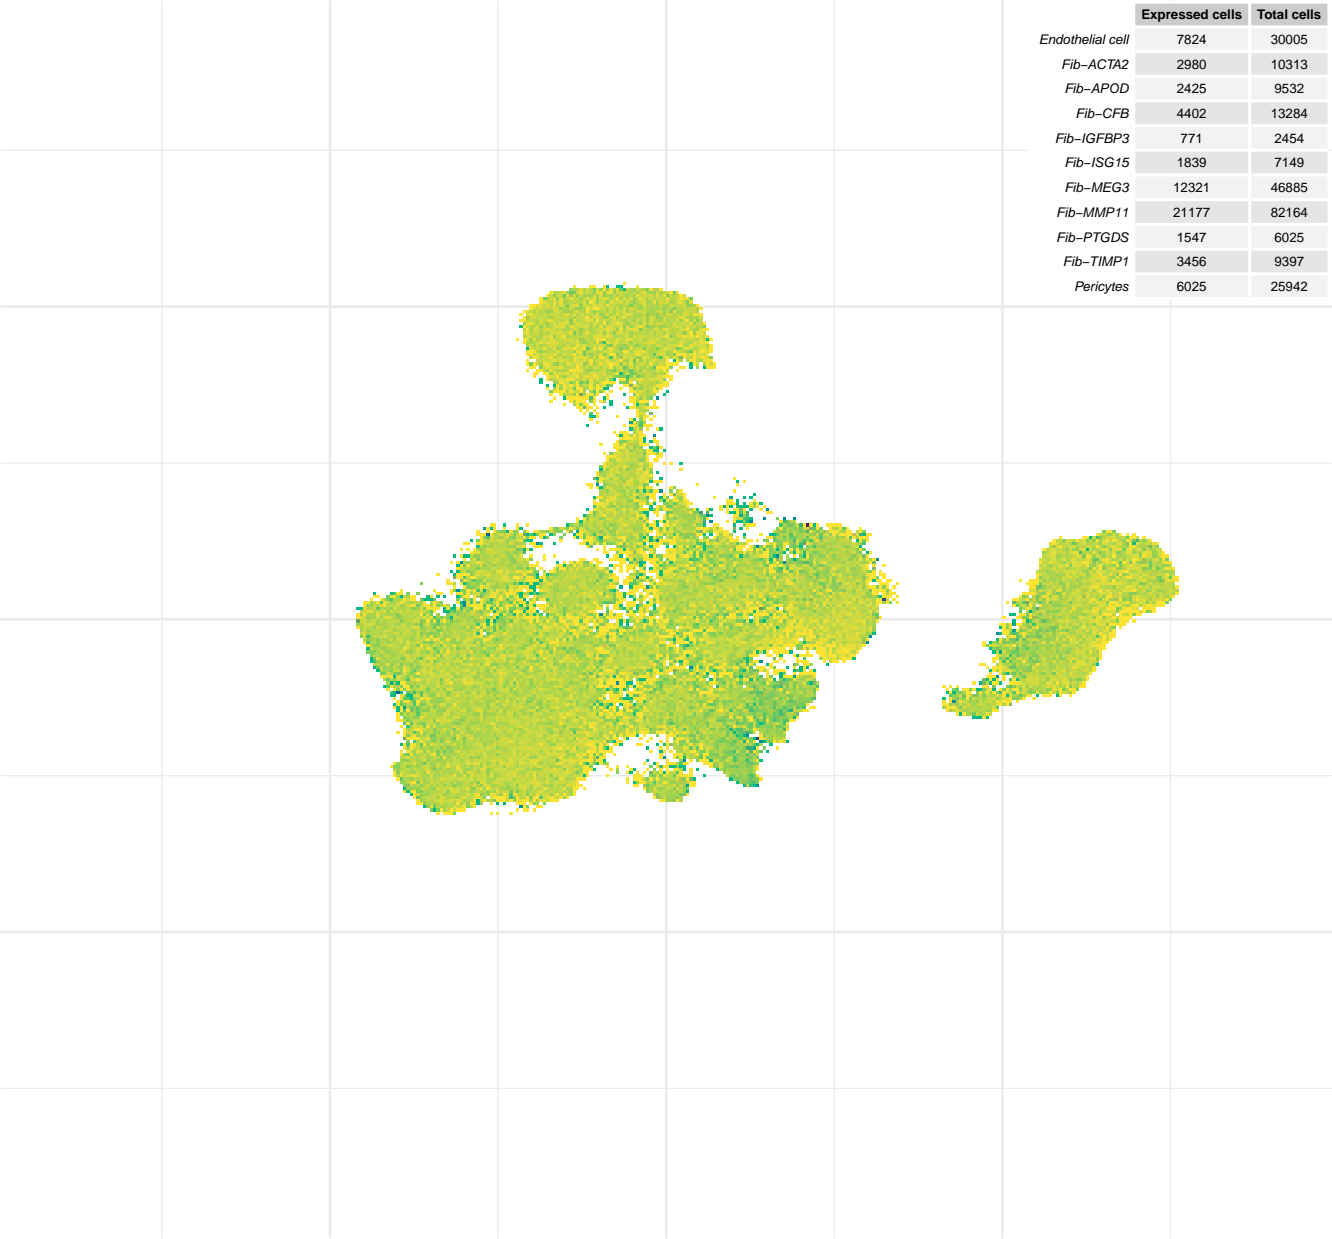 Expressed cells Total cells
Endothelial cell 7824 30005
Fib−ACTA2 2980 10313
Fib−APOD 2425 9532
Fib−CFB 4402 13284
Fib−IGFBP3 771 2454
Fib−ISG15 1839 7149
Fib−MEG3 12321 46885
Fib−MMP11 21177 82164
Fib−PTGDS 1547 6025
Fib−TIMP1 3456 9397
Pericytes 6025 25942